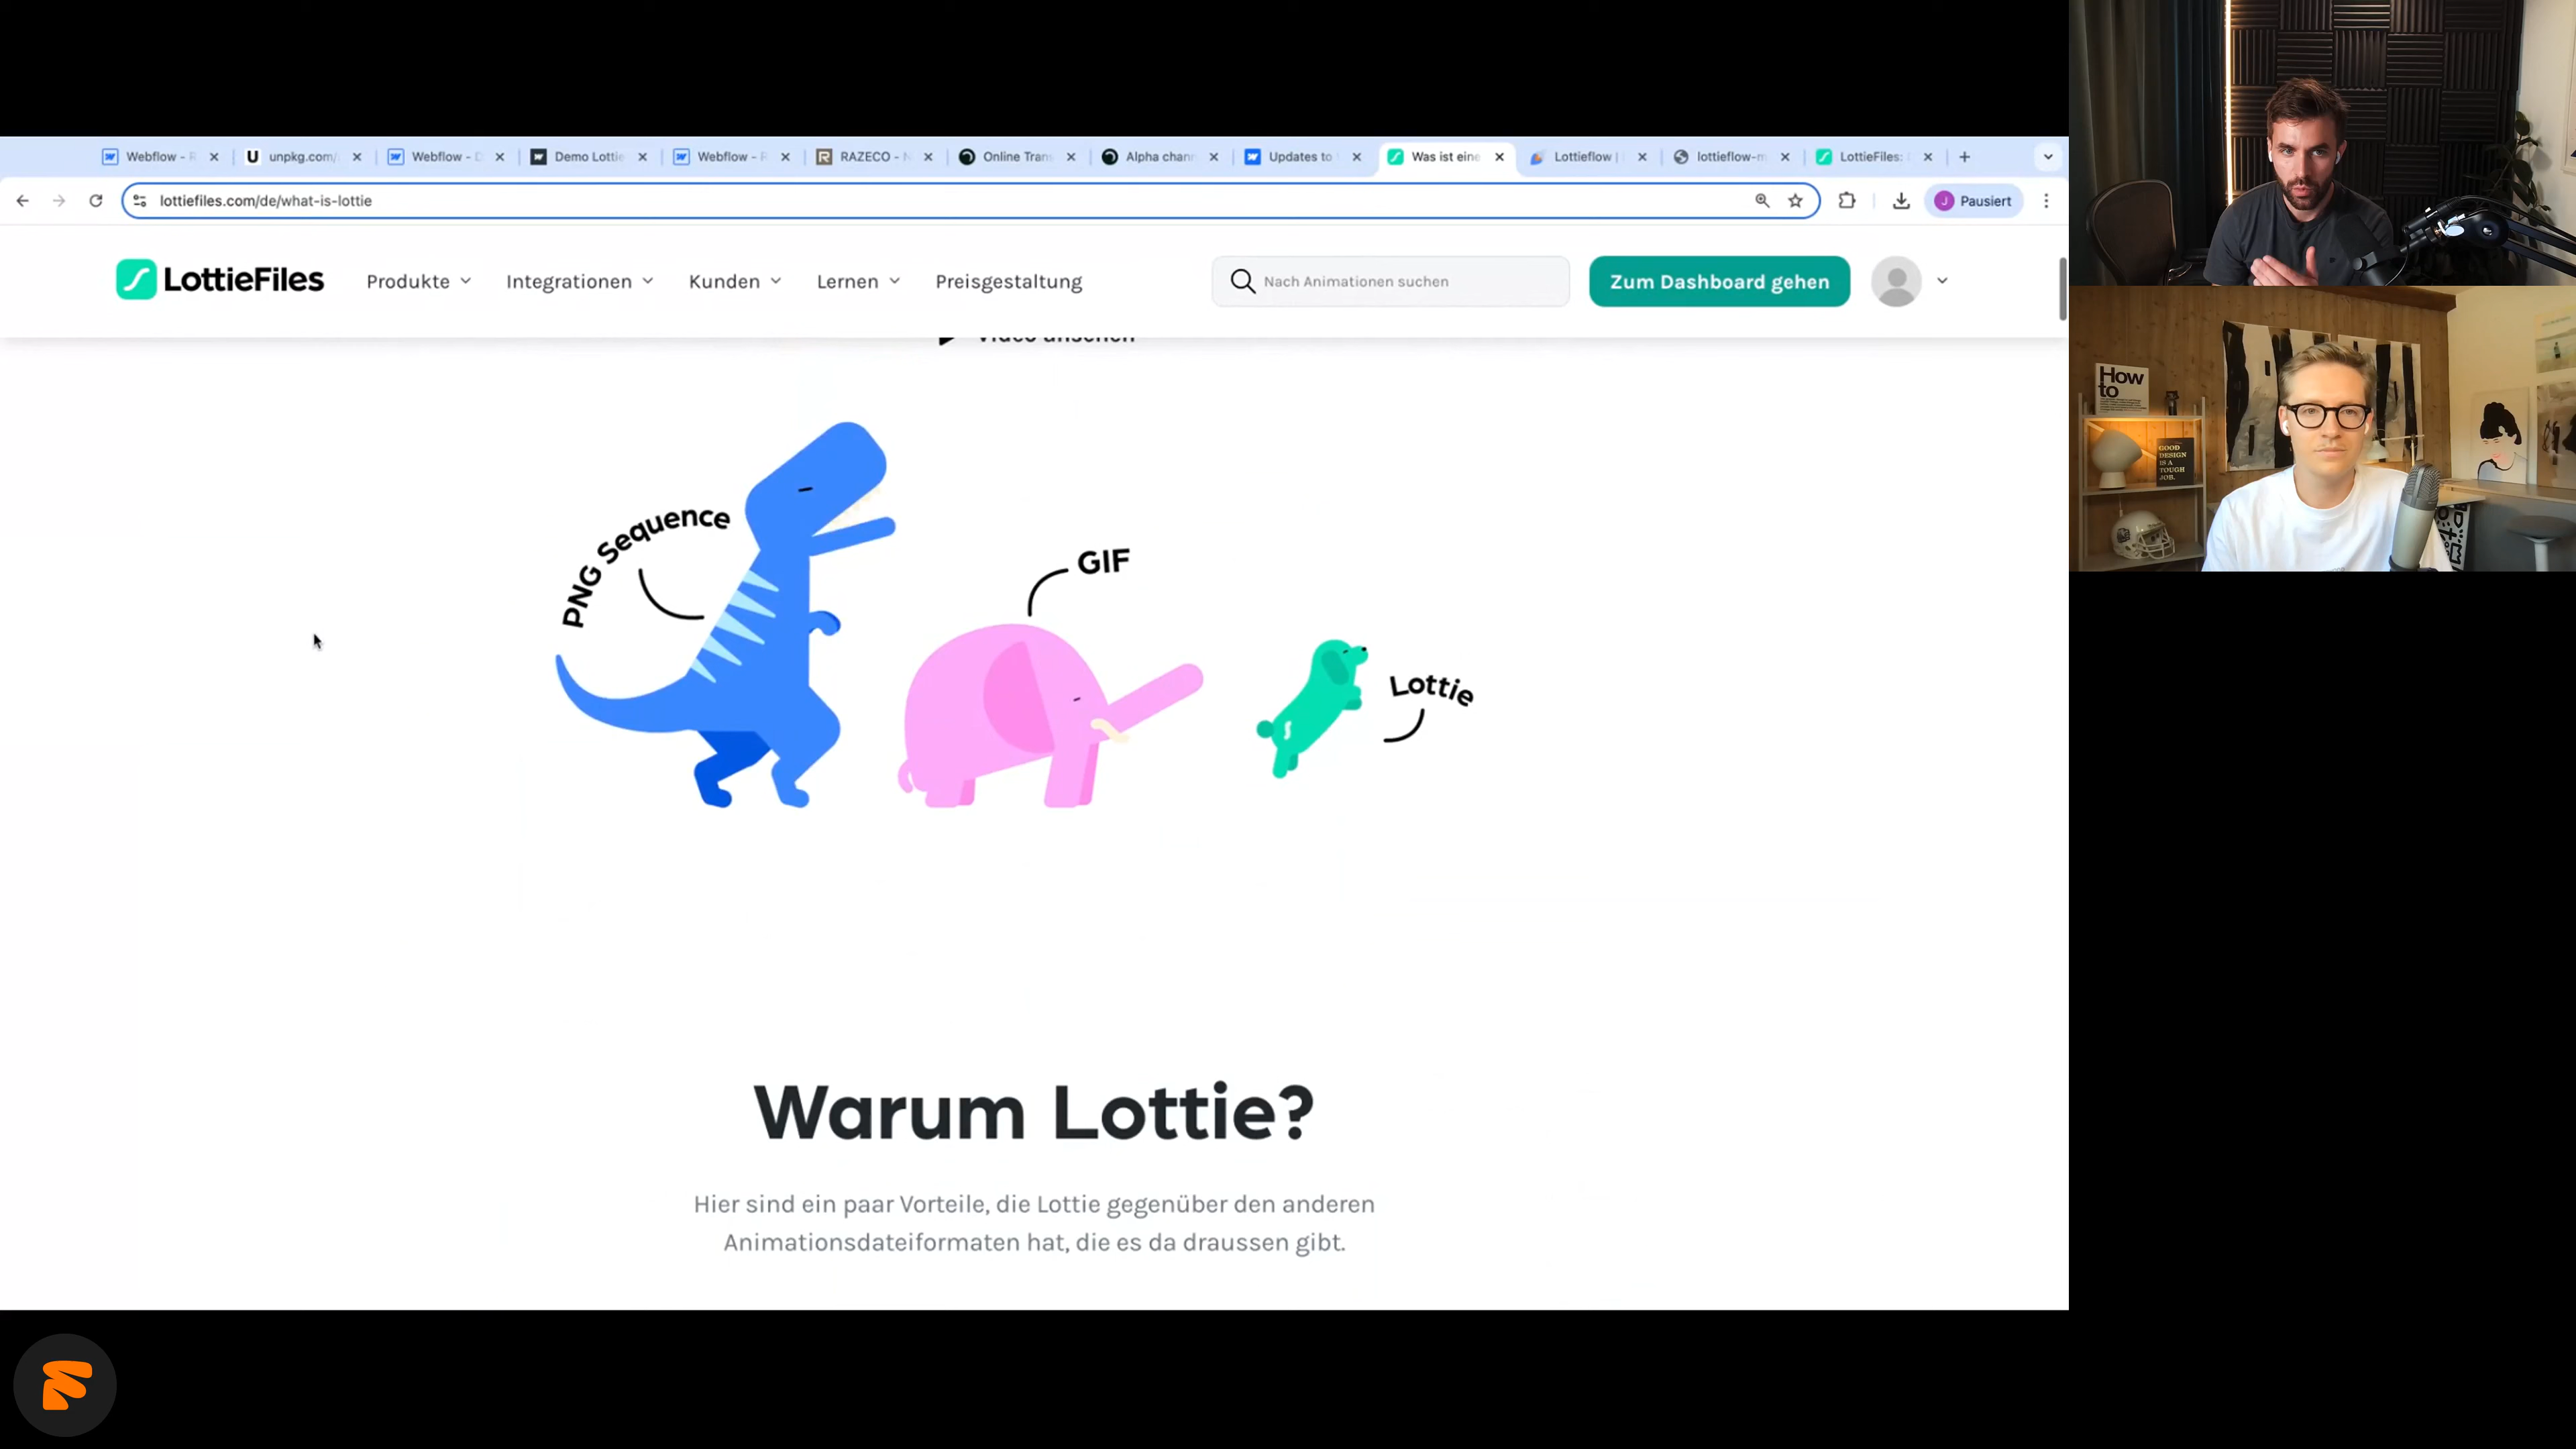 Webflow - R
unpkg.com/
Webflow - D
Demo Lottie
Webflow - R
RAZECO - N
Online Trans
Alpha chann
Updates to
Was ist eine
Lottieflow |
lottieflow-m
LottieFiles:
lottiefiles.com/de/what-is-lottie
J
Pausiert
LottieFiles
Produkte
Integrationen
Kunden
Lernen
Preisgestaltung
Nach Animationen suchen
Zum Dashboard gehen
Video ansehen
PNG Sequence
GIF
Lottie
Warum Lottie?
Hier sind ein paar Vorteile, die Lottie gegenüber den anderen
Animationsdateiformaten hat, die es da draussen gibt.
How
to
GOOD
DESIGN
IS A
TOUGH
JOB.